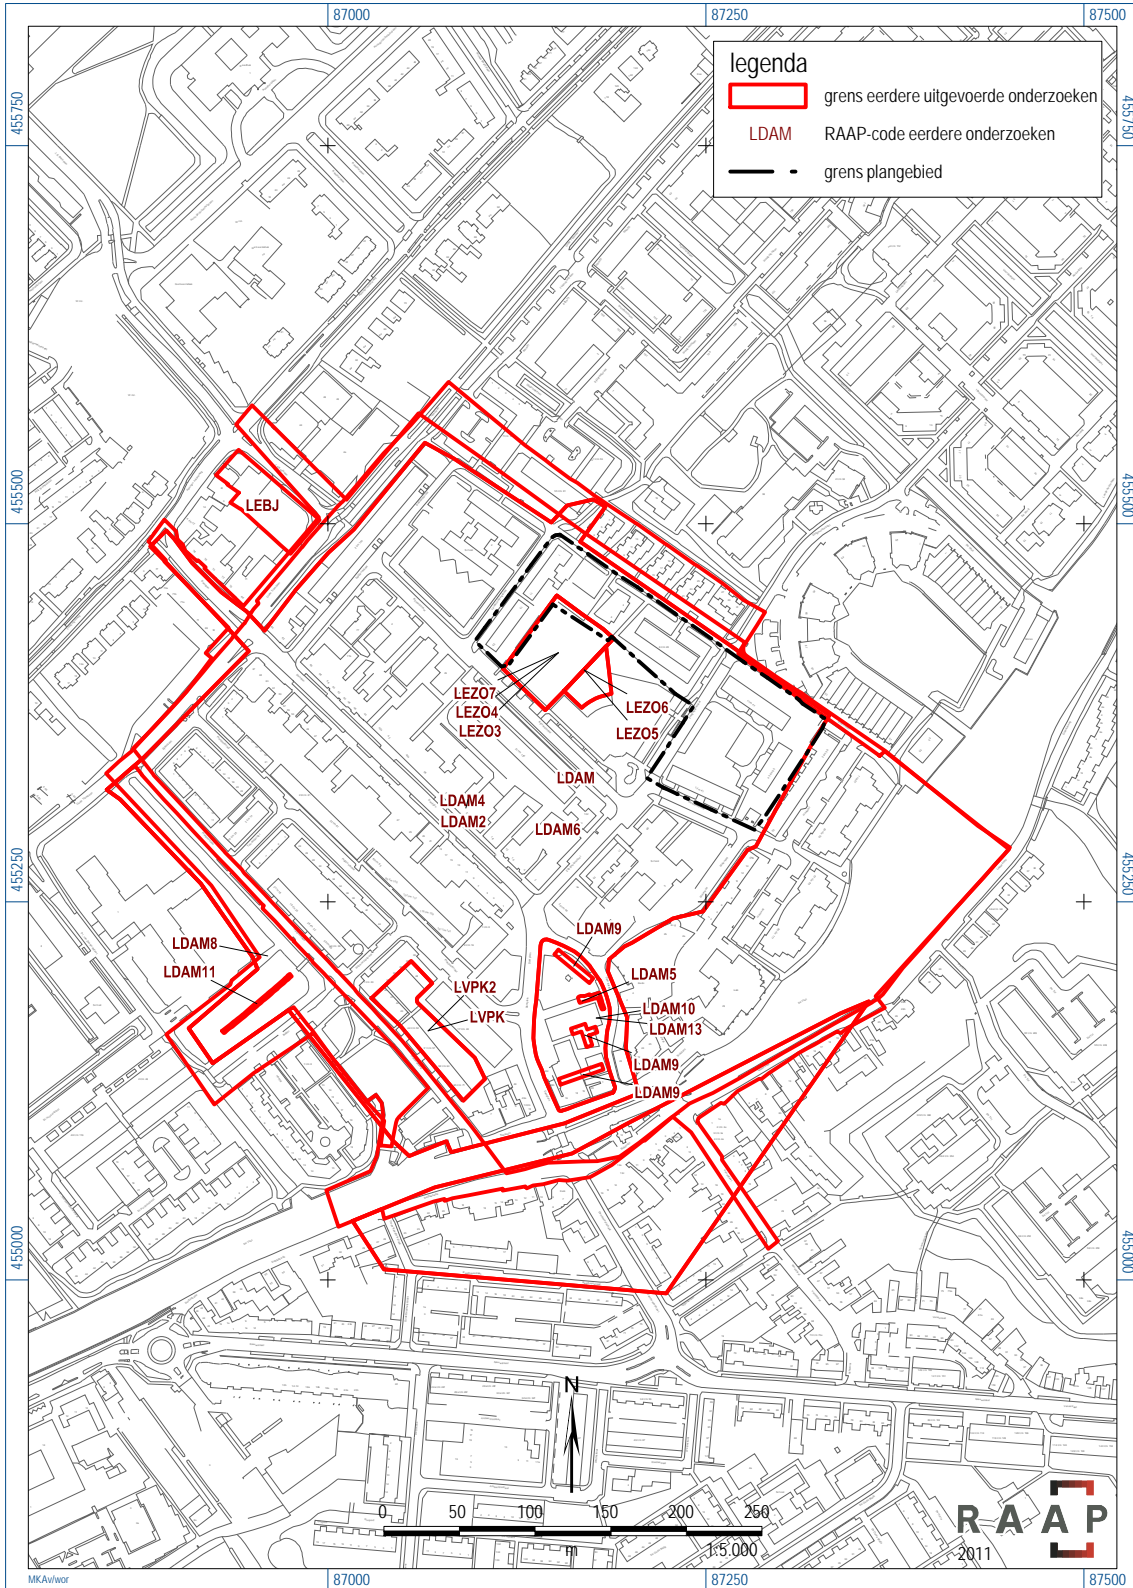 87000 87250 87500
455750 455750
legenda
grens eerdere uitgevoerde onderzoeken
LDAM RAAP-code eerdere onderzoeken
grens plangebied
455500 455500
LEBJ
LEZO7
LEZO4
LEZO3
LEZO6
LEZO5
LDAM
LDAM4
LDAM2
LDAM6
455250 455250
LDAM8
LDAM11
LVPK2
LVPK
LDAM9
LDAM5
LDAM10
LDAM13
LDAM9
LDAM9
455000 455000
N
0 50 100 150 200 250
m 1:5.000
RAAP
2011
MKAv/wor
87000 87250 87500